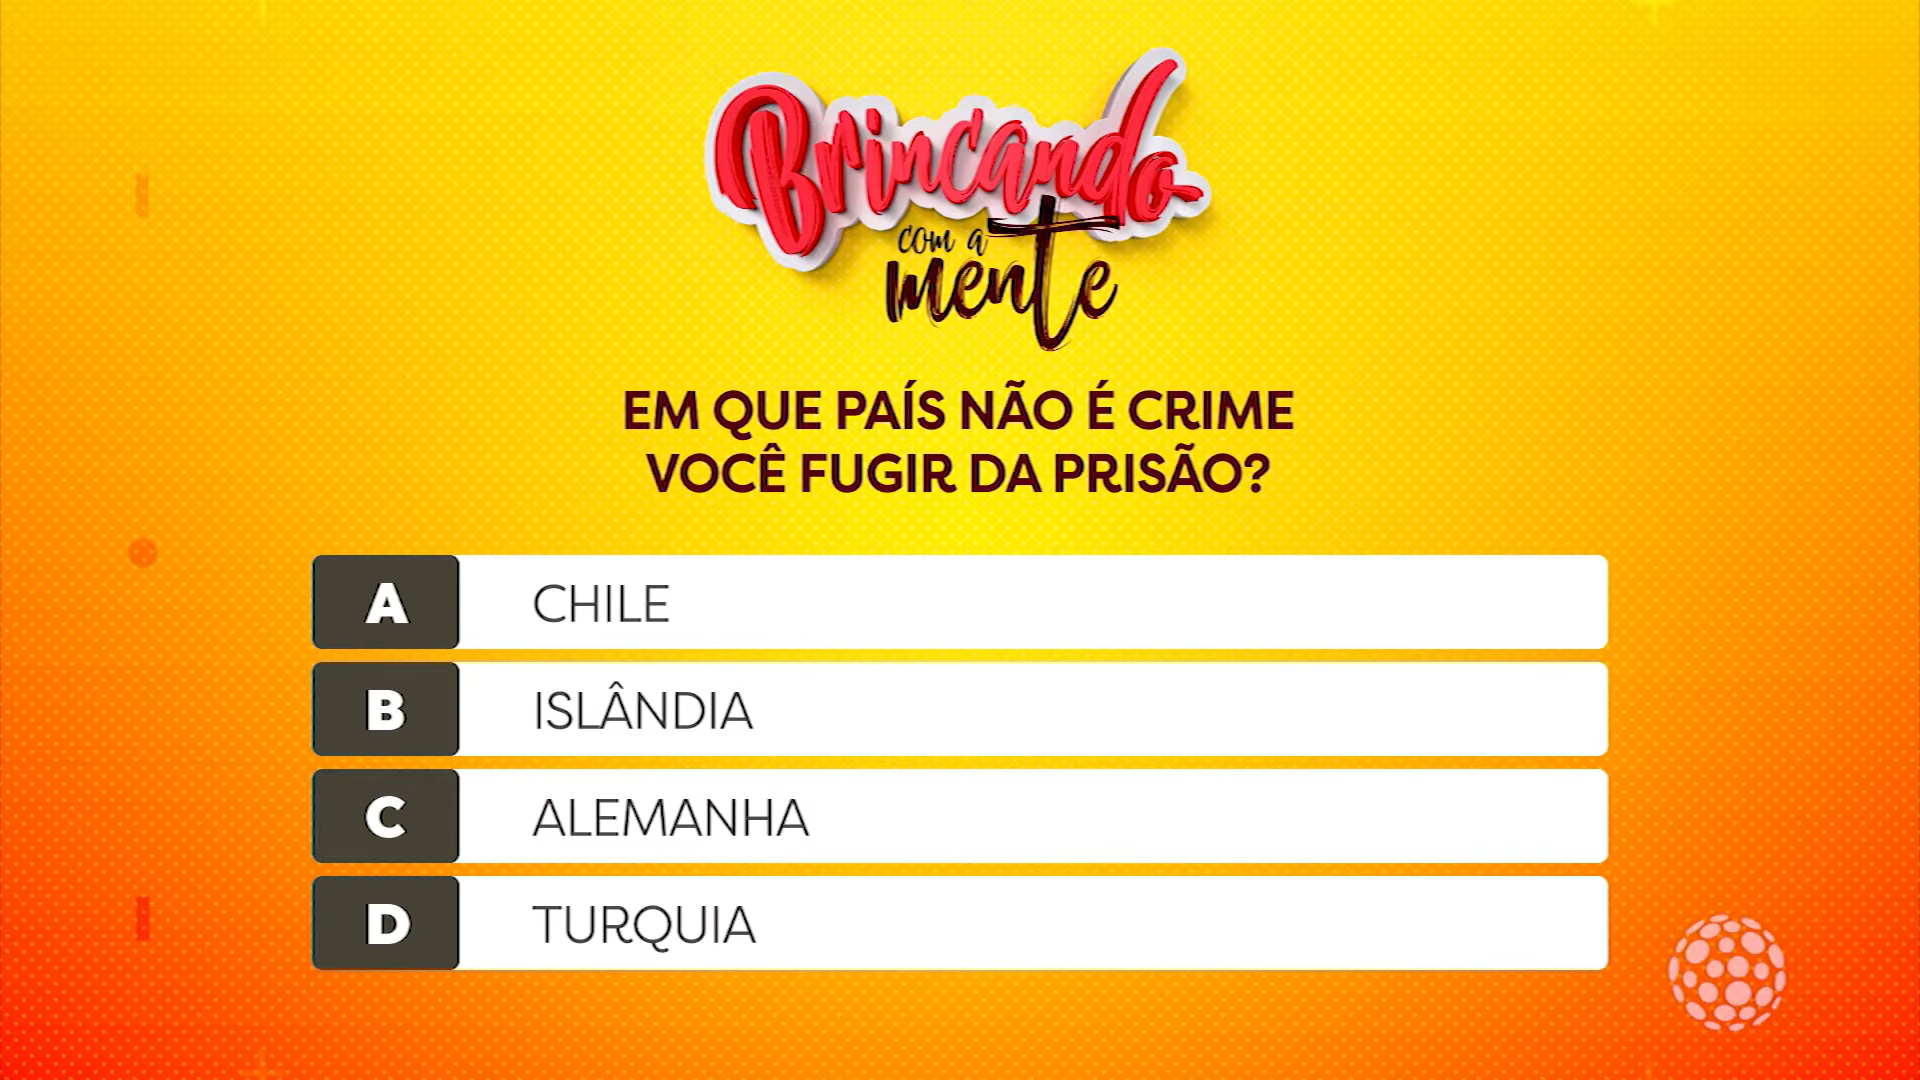 Brincando
com a
mente
EM QUE PAÍS NÃO É CRIME
VOCÊ FUGIR DA PRISÃO?
A CHILE
B ISLÂNDIA
C ALEMANHA
D TURQUIA